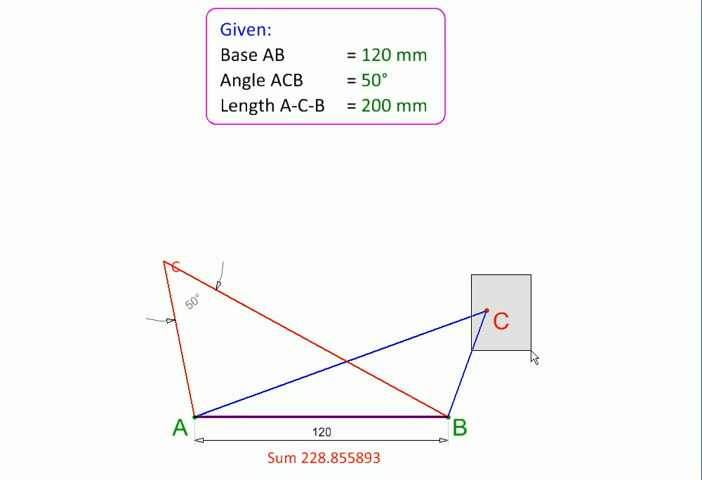 Given:
Base AB = 120 mm
Angle ACB = 50°
Length A-C-B = 200 mm
C
50°
C
A
B
120
Sum 228.855893